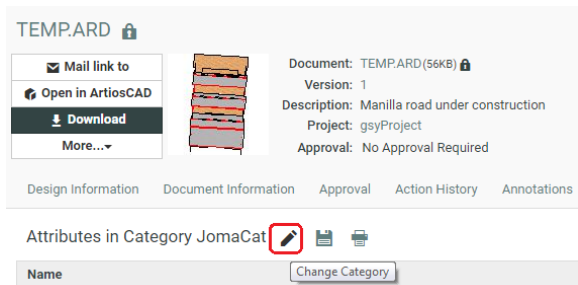 TEMP.ARD
Mail link to
Open in ArtiosCAD
Download
More...
Document: TEMP.ARD(56KB)
Version: 1
Description: Manilla road under construction
Project: gsyProject
Approval: No Approval Required
Design Information Document Information Approval Action History Annotations
Attributes in Category JomaCat
Name
Change Category